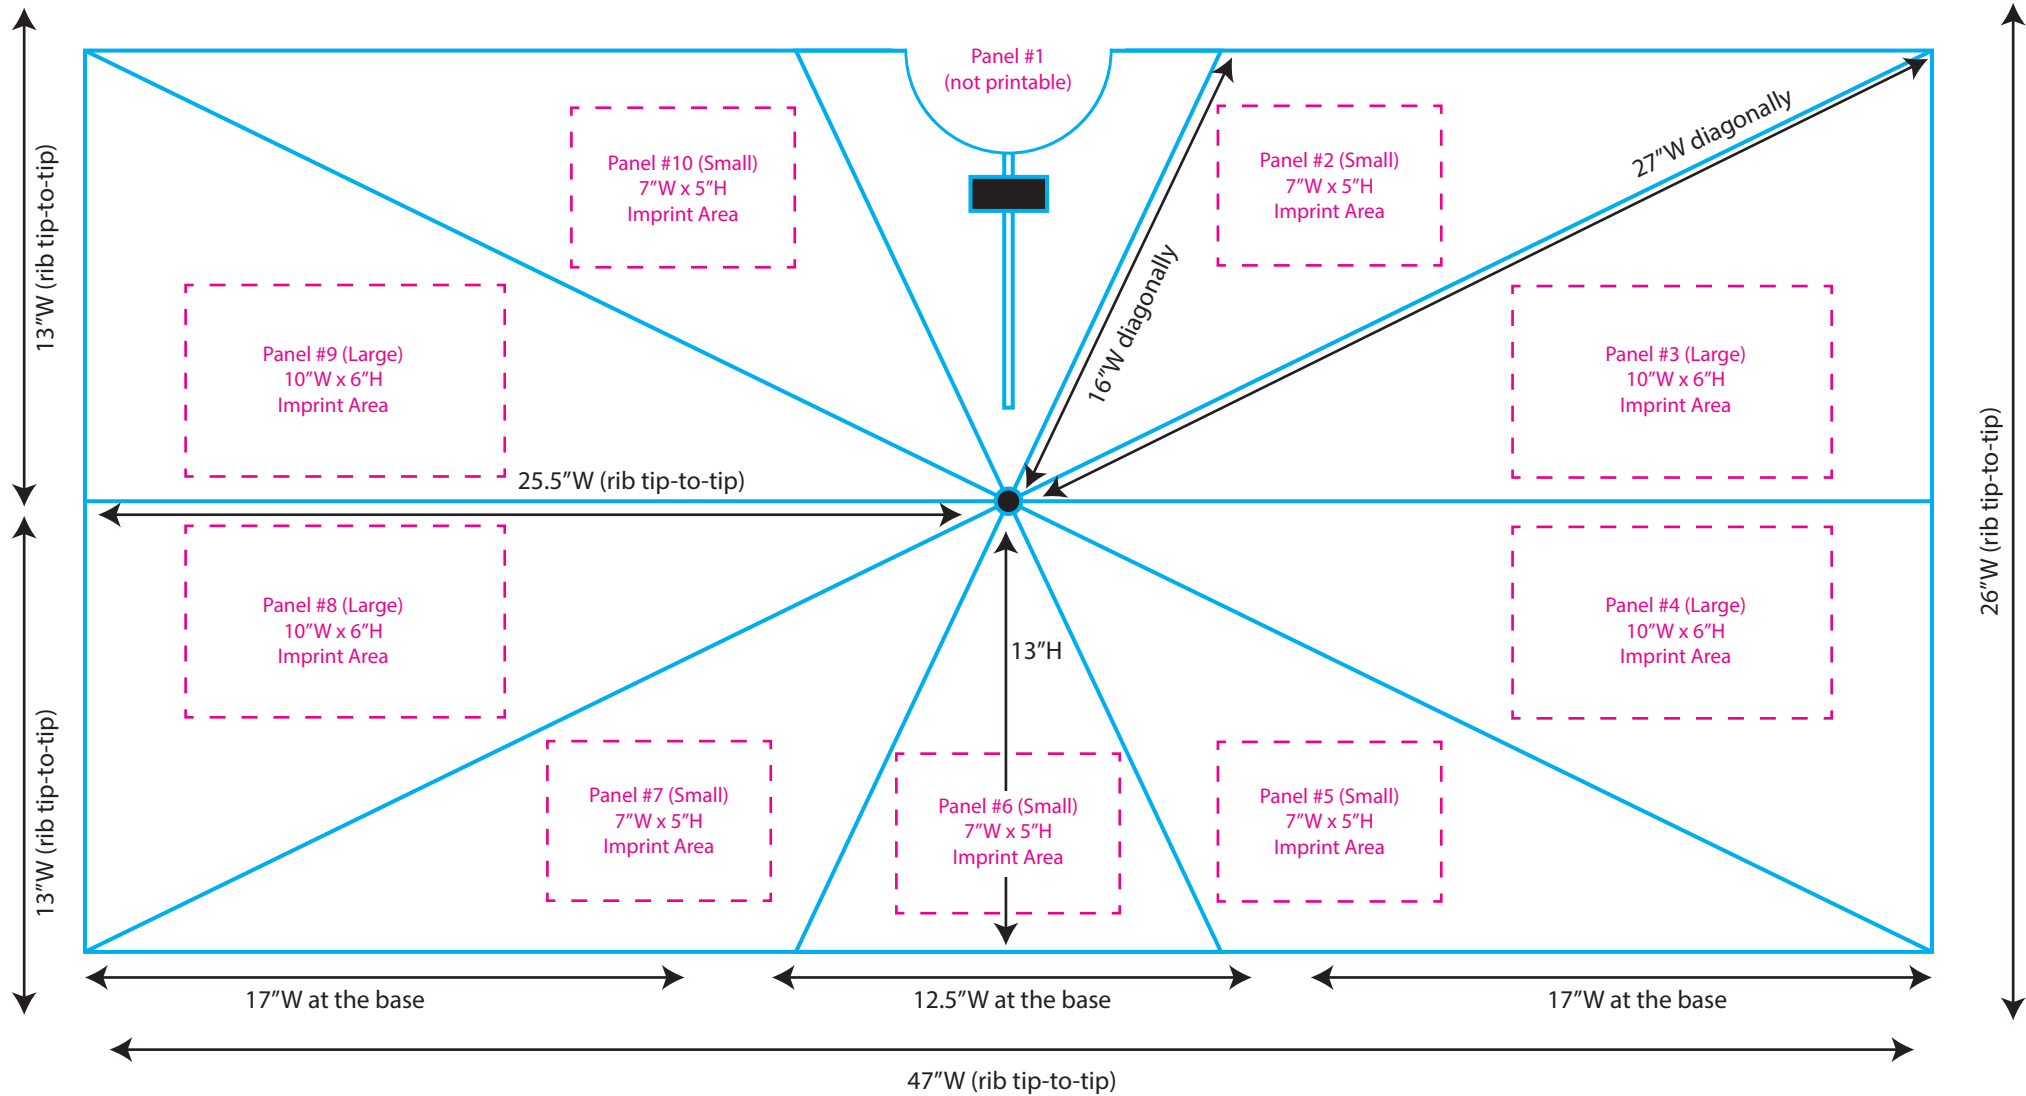 Panel #1
(not printable)
Panel #10 (Small)
7"W x 5"H
Imprint Area
Panel #2 (Small)
7"W x 5"H
Imprint Area
27"W diagonally
16"W diagonally
13"W (rib tip-to-tip)
Panel #9 (Large)
10"W x 6"H
Imprint Area
Panel #3 (Large)
10"W x 6"H
Imprint Area
25.5"W (rib tip-to-tip)
26"W (rib tip-to-tip)
Panel #8 (Large)
10"W x 6"H
Imprint Area
13"H
Panel #4 (Large)
10"W x 6"H
Imprint Area
13"W (rib tip-to-tip)
Panel #7 (Small)
7"W x 5"H
Imprint Area
Panel #6 (Small)
7"W x 5"H
Imprint Area
Panel #5 (Small)
7"W x 5"H
Imprint Area
17"W at the base
12.5"W at the base
17"W at the base
47"W (rib tip-to-tip)